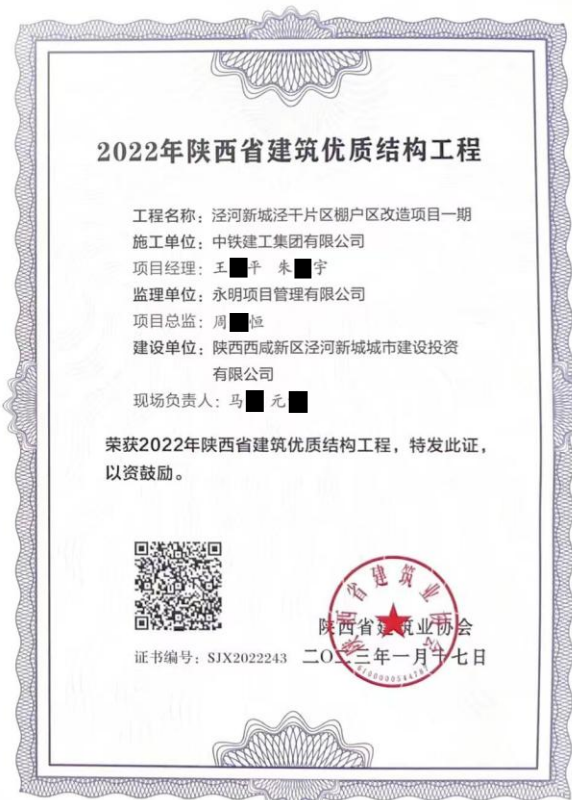 2022年陕西省建筑优质结构工程
工程名称：泾河新城泾干片区棚户区改造项目一期
施工单位：中铁建工集团有限公司
项目经理：王 平 朱 宇
监理单位：永明项目管理有限公司
项目总监：周 恒
建设单位：陕西西咸新区泾河新城城市建设投资
有限公司
现场负责人：马 元
荣获2022年陕西省建筑优质结构工程，特发此证，
以资鼓励。
陕西省建筑业协会
陕西省建筑业协会
证书编号：SJX2022243
二〇二三年一月十七日